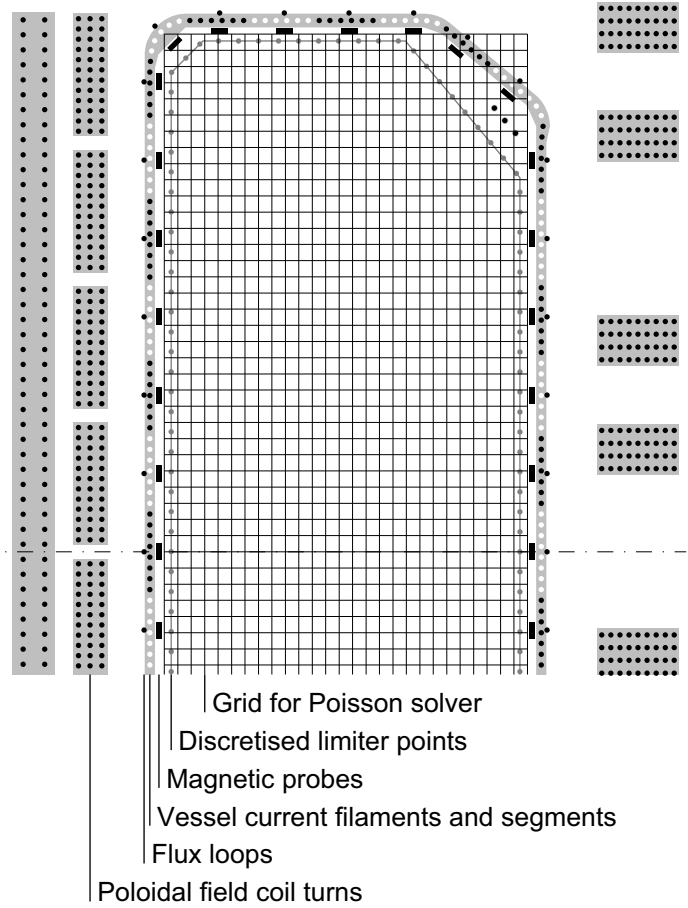 Grid for Poisson solver
Discretised limiter points
Magnetic probes
Vessel current filaments and segments
Flux loops
Poloidal field coil turns